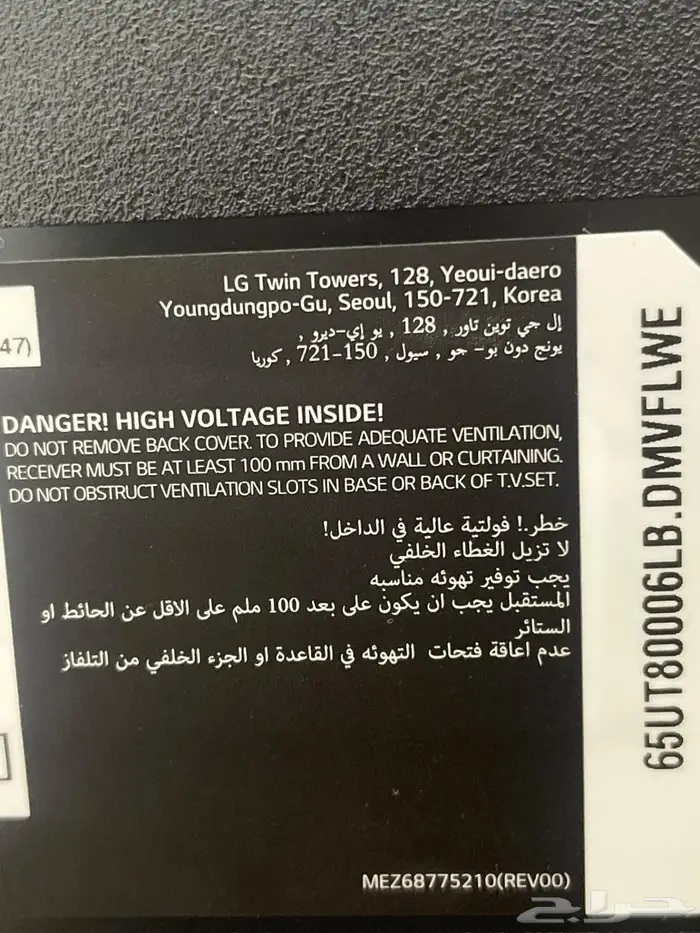 LG Twin Towers, 128, Yeoui-daero
Youngdungpo-Gu, Seoul, 150-721, Korea
إل جي توين تاور , 128 , يو إي-ديرو ,
يونج دون بو- جو , سيول , 150-721 , كوريا
47)
DANGER! HIGH VOLTAGE INSIDE!
DO NOT REMOVE BACK COVER. TO PROVIDE ADEQUATE VENTILATION,
RECEIVER MUST BE AT LEAST 100 mm FROM A WALL OR CURTAINING.
DO NOT OBSTRUCT VENTILATION SLOTS IN BASE OR BACK OF T.V.SET.
خطر.! فولتية عالية في الداخل!
لا تزيل الغطاء الخلفي
يجب توفير تهوئه مناسبه
المستقبل يجب ان يكون على بعد 100 ملم على الاقل عن الحائط او
الستائر
عدم اعاقة فتحات التهوئه في القاعدة او الجزء الخلفي من التلفاز
MEZ68775210(REV00)
65UT80006LB.DMVFLWE
حراج